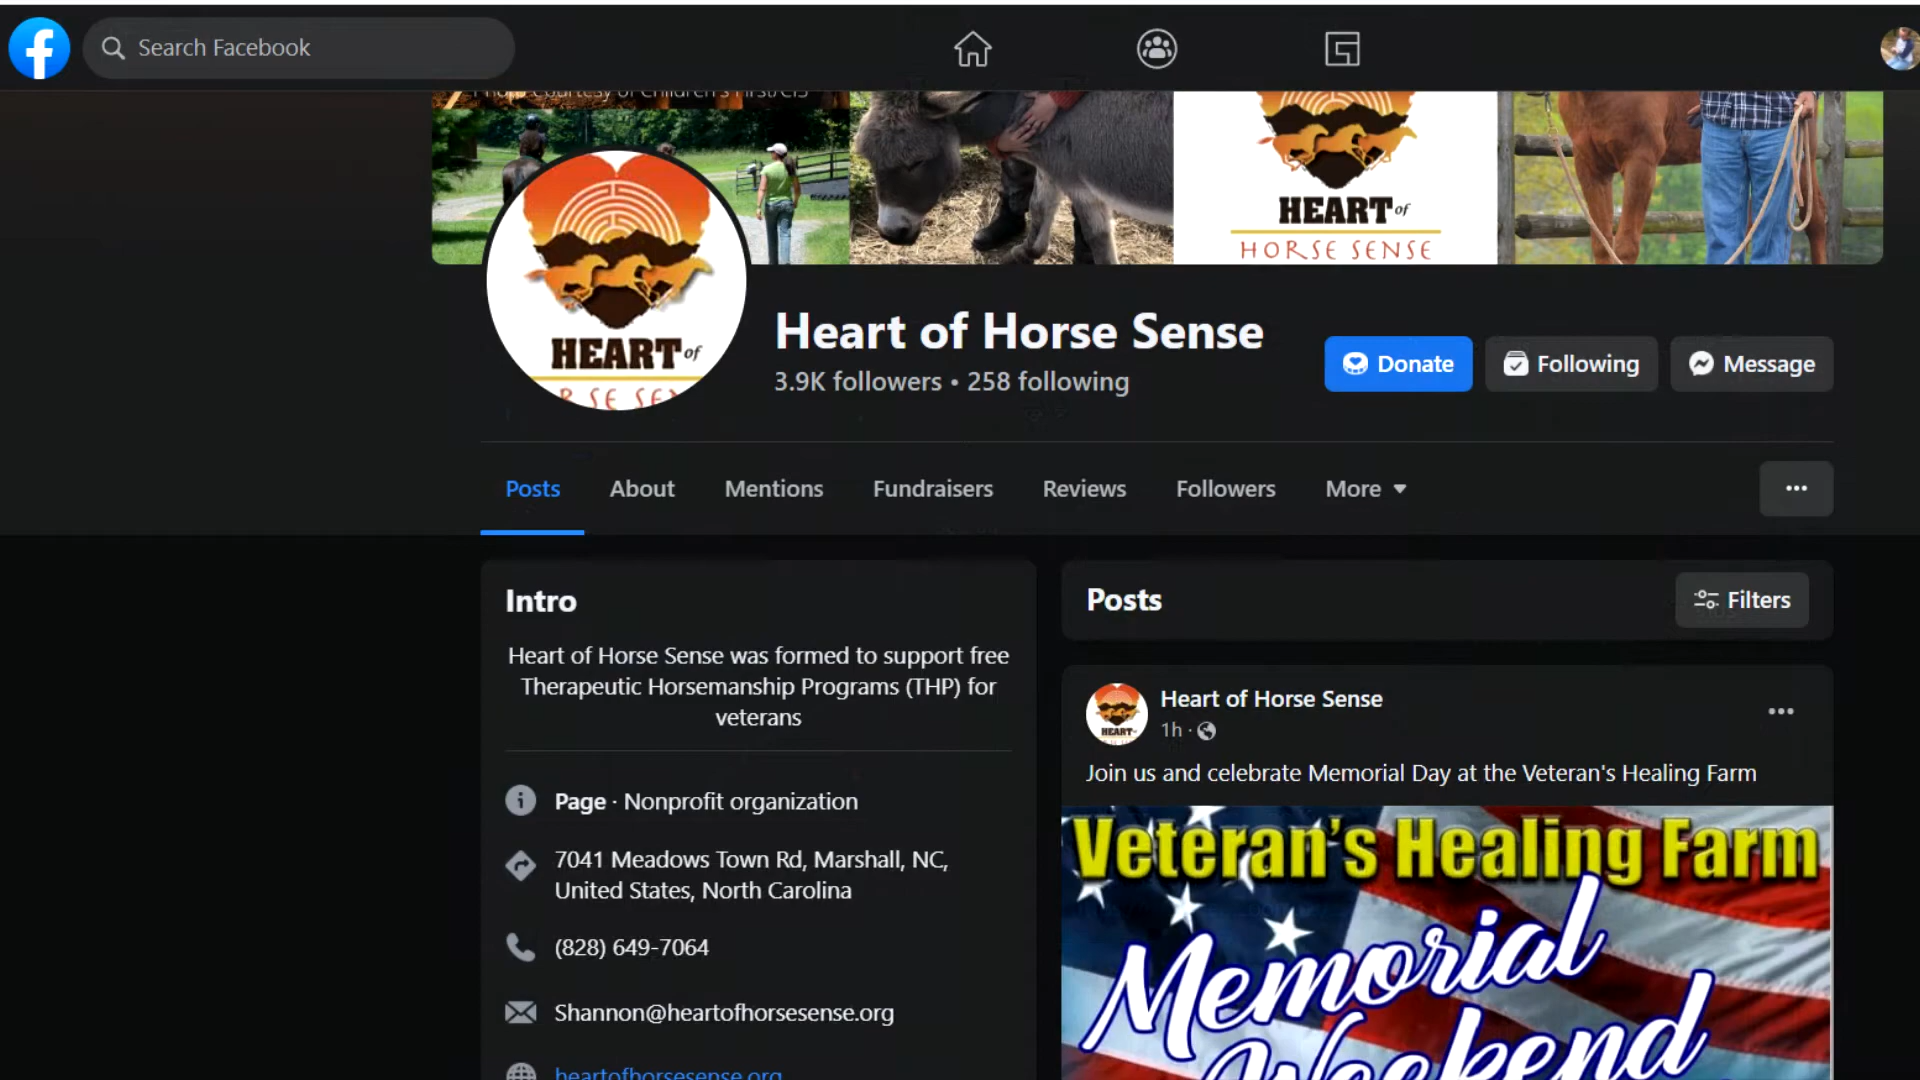 Search Facebook
Photo Courtesy of Children's First/CIS
HEART of
HORSE SENSE
HEART of
Heart of Horse Sense
3.9K followers • 258 following
Donate
Following
Message
Posts
About
Mentions
Fundraisers
Reviews
Followers
More
Intro
Heart of Horse Sense was formed to support free
Therapeutic Horsemanship Programs (THP) for
veterans
Page · Nonprofit organization
7041 Meadows Town Rd, Marshall, NC,
United States, North Carolina
(828) 649-7064
Shannon@heartofhorsesense.org
heartofhorsesense.org
Posts
Filters
Heart of Horse Sense
HEART
1h ·
Join us and celebrate Memorial Day at the Veteran's Healing Farm
Veteran's Healing Farm
Memorial
Weekend